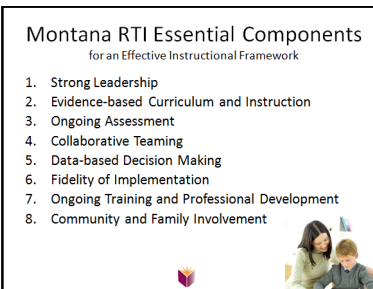 Montana RTI Essential Components
for an Effective Instructional Framework
1. Strong Leadership
2. Evidence-based Curriculum and Instruction
3. Ongoing Assessment
4. Collaborative Teaming
5. Data-based Decision Making
6. Fidelity of Implementation
7. Ongoing Training and Professional Development
8. Community and Family Involvement